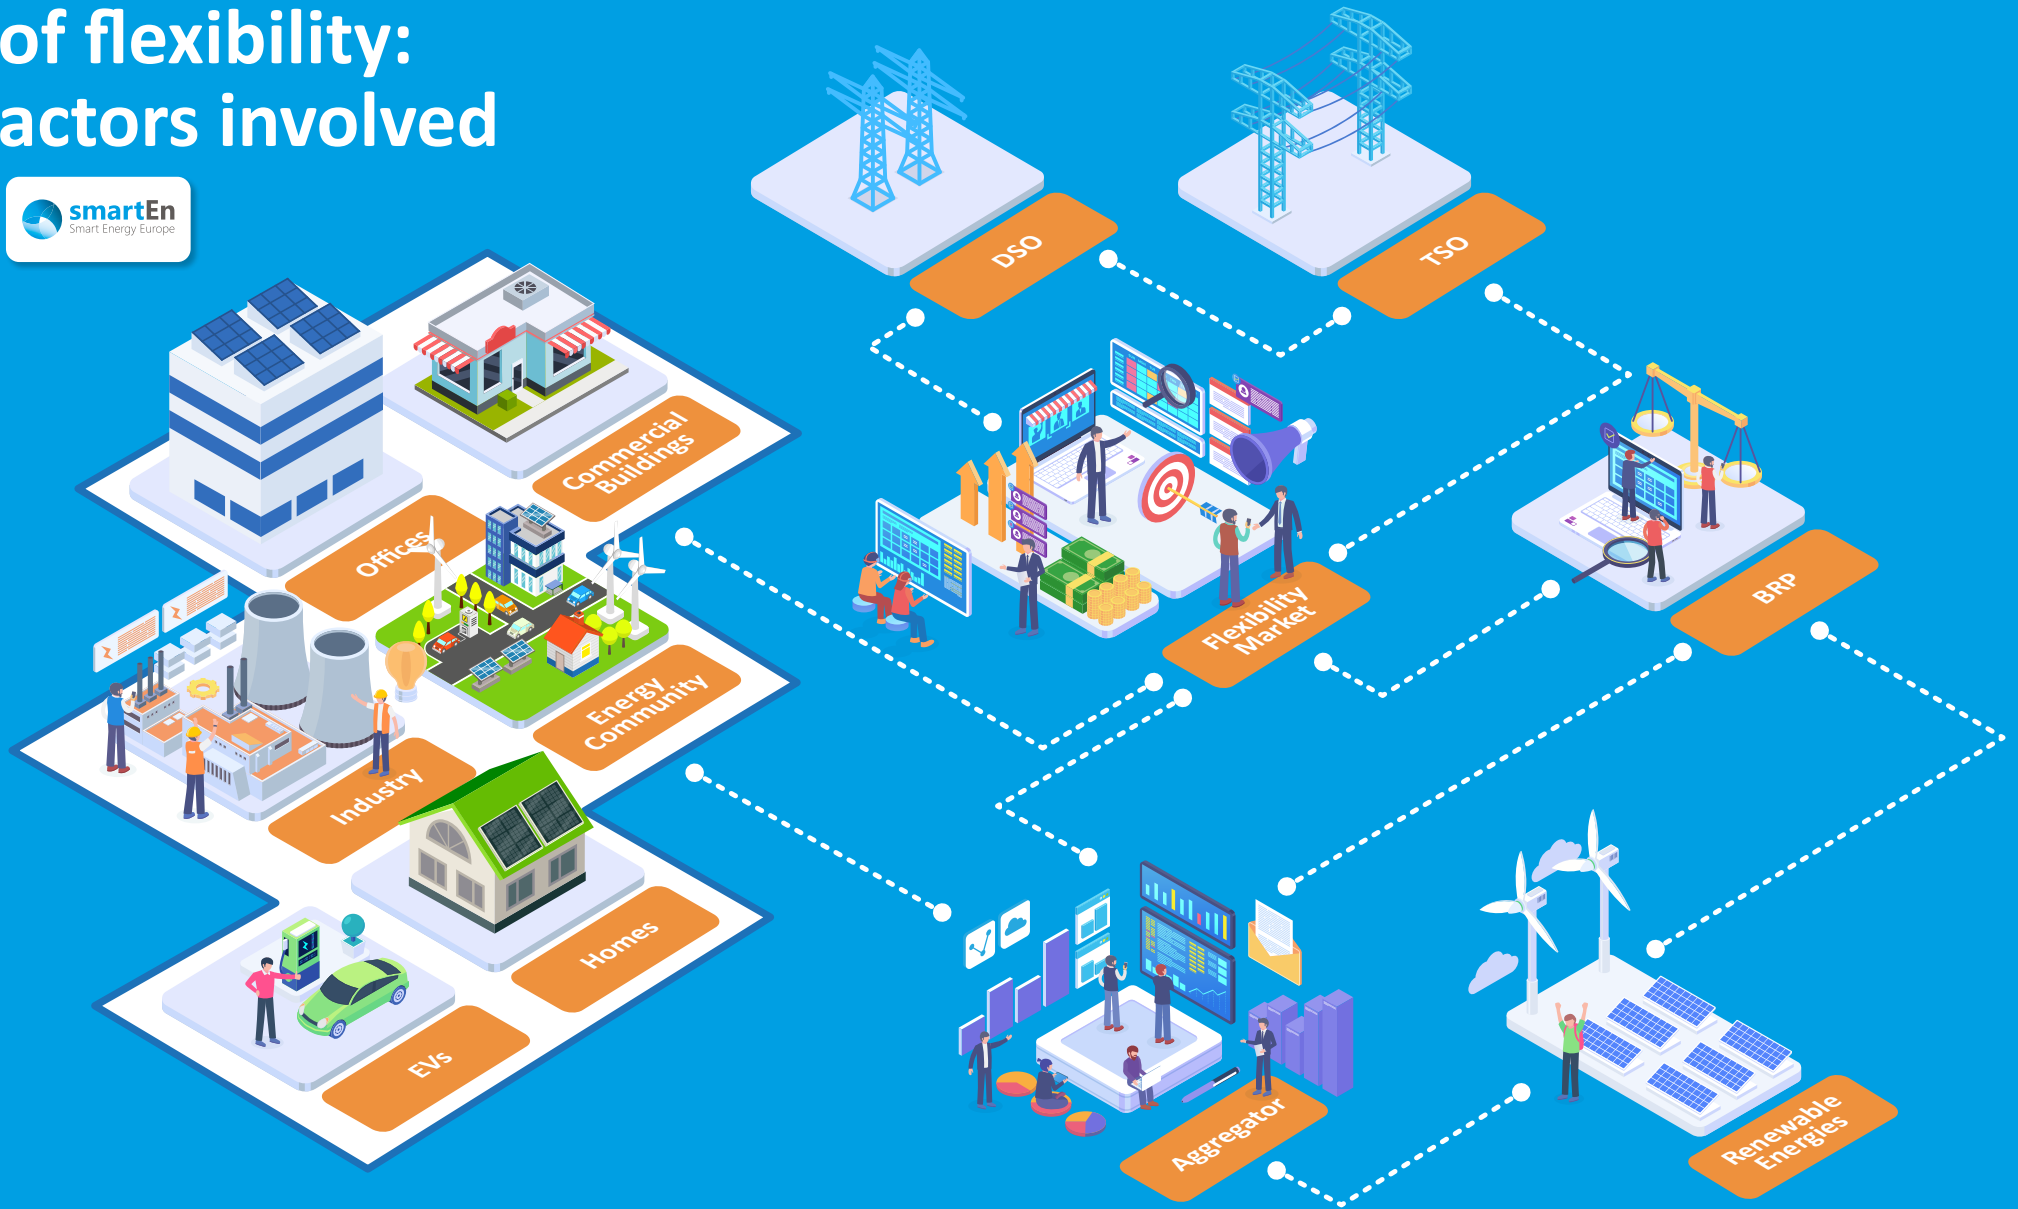 of flexibility:
actors involved
smartEn
Smart Energy Europe
DSO
TSO
Commercial
Buildings
Offices
Flexibility
Market
BRP
Energy
Community
Industry
Homes
EVs
Aggregator
Renewable
Energies